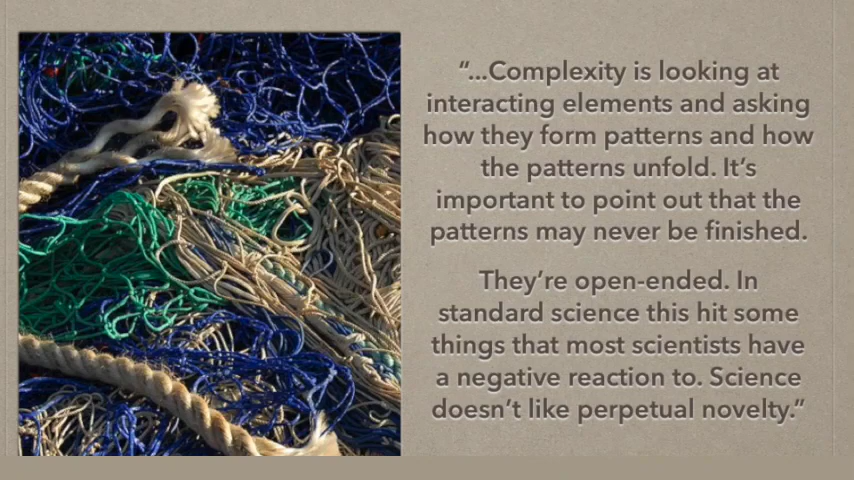 “...Complexity is looking at
interacting elements and asking
how they form patterns and how
the patterns unfold. It’s
important to point out that the
patterns may never be finished.
They’re open-ended. In
standard science this hit some
things that most scientists have
a negative reaction to. Science
doesn’t like perpetual novelty.”